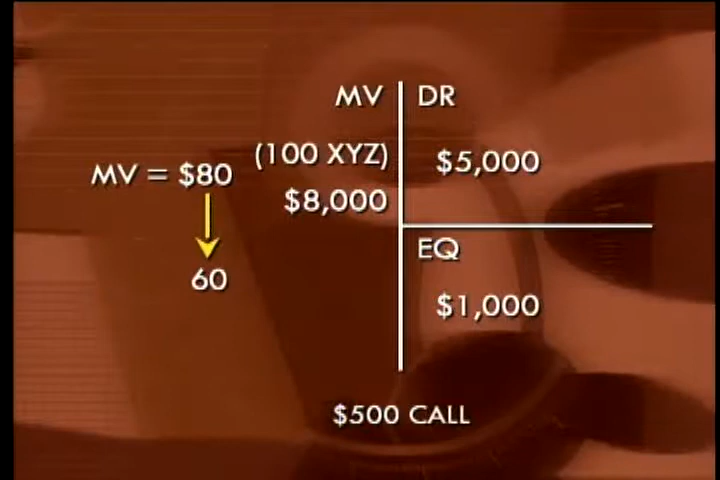 MV DR
(100 XYZ) $5,000
MV = $80
$8,000
EQ
60
$1,000
$500 CALL